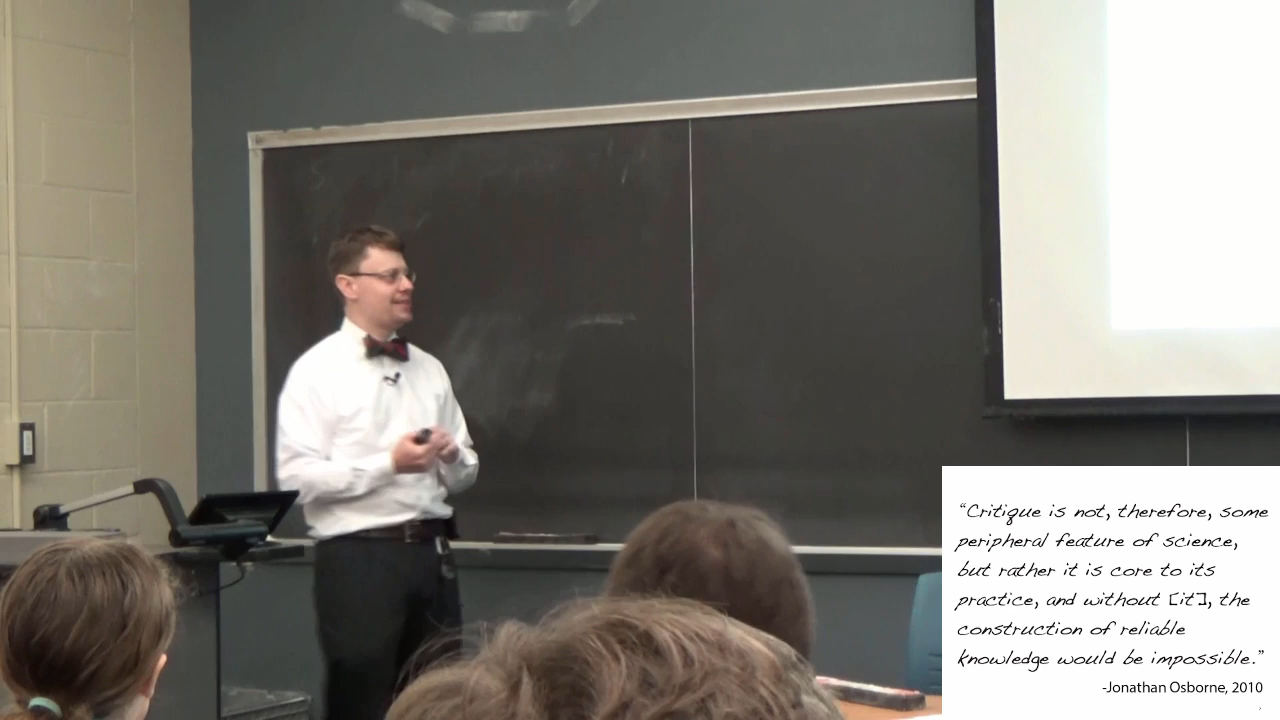 “Critique is not, therefore, some
peripheral feature of science,
but rather it is core to its
practice, and without [it], the
construction of reliable
knowledge would be impossible.”
-Jonathan Osborne, 2010